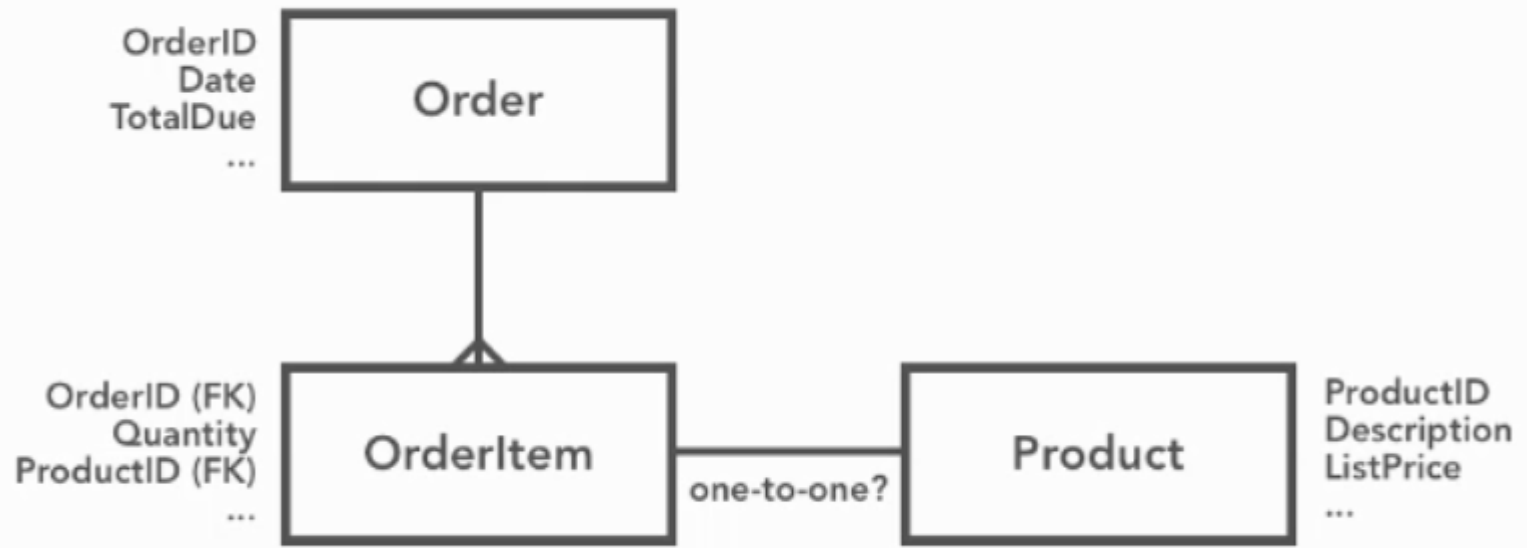 OrderID
Date
TotalDue
...
Order
OrderID (FK)
Quantity
ProductID (FK)
...
OrderItem
one-to-one?
Product
ProductID
Description
ListPrice
...